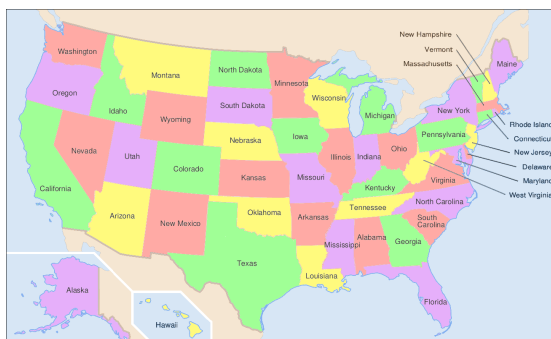 New Hampshire
Vermont
Massachusetts
Maine
Washington
Montana
North Dakota
Minnesota
Oregon
Idaho
Wyoming
South Dakota
Wisconsin
Michigan
New York
Rhode Island
Connecticut
New Jersey
Delaware
Maryland
West Virginia
Nevada
Utah
Colorado
Nebraska
Iowa
Illinois
Indiana
Ohio
Pennsylvania
California
Kansas
Missouri
Kentucky
Virginia
Arizona
New Mexico
Oklahoma
Arkansas
Tennessee
North Carolina
South
Carolina
Texas
Louisiana
Mississippi
Alabama
Georgia
Florida
Alaska
Hawaii